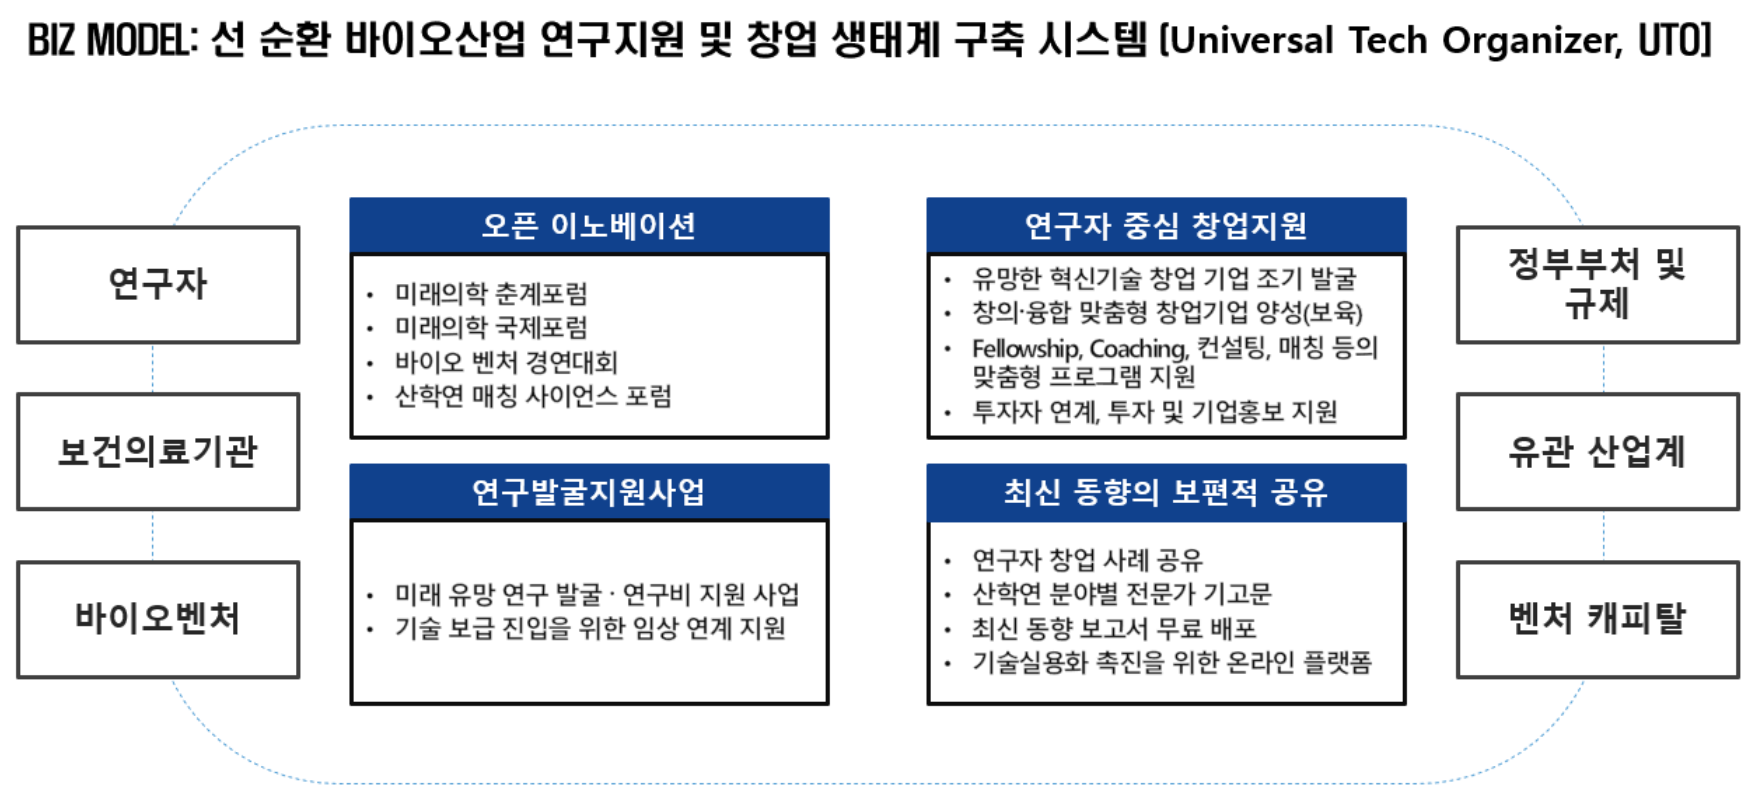 BIZ MODEL: 선 순환 바이오산업 연구지원 및 창업 생태계 구축 시스템 [Universal Tech Organizer, UTO]
연구자
보건의료기관
바이오벤처
오픈 이노베이션
• 미래의학 춘계포럼
• 미래의학 국제포럼
• 바이오 벤처 경연대회
• 산학연 매칭 사이언스 포럼
연구자 중심 창업지원
• 유망한 혁신기술 창업 기업 조기 발굴
• 창의·융합 맞춤형 창업기업 양성(보육)
• Fellowship, Coaching, 컨설팅, 매칭 등의
맞춤형 프로그램 지원
• 투자자 연계, 투자 및 기업홍보 지원
연구발굴지원사업
• 미래 유망 연구 발굴 · 연구비 지원 사업
• 기술 보급 진입을 위한 임상 연계 지원
최신 동향의 보편적 공유
• 연구자 창업 사례 공유
• 산학연 분야별 전문가 기고문
• 최신 동향 보고서 무료 배포
• 기술실용화 촉진을 위한 온라인 플랫폼
정부부처 및
규제
유관 산업계
벤처 캐피탈